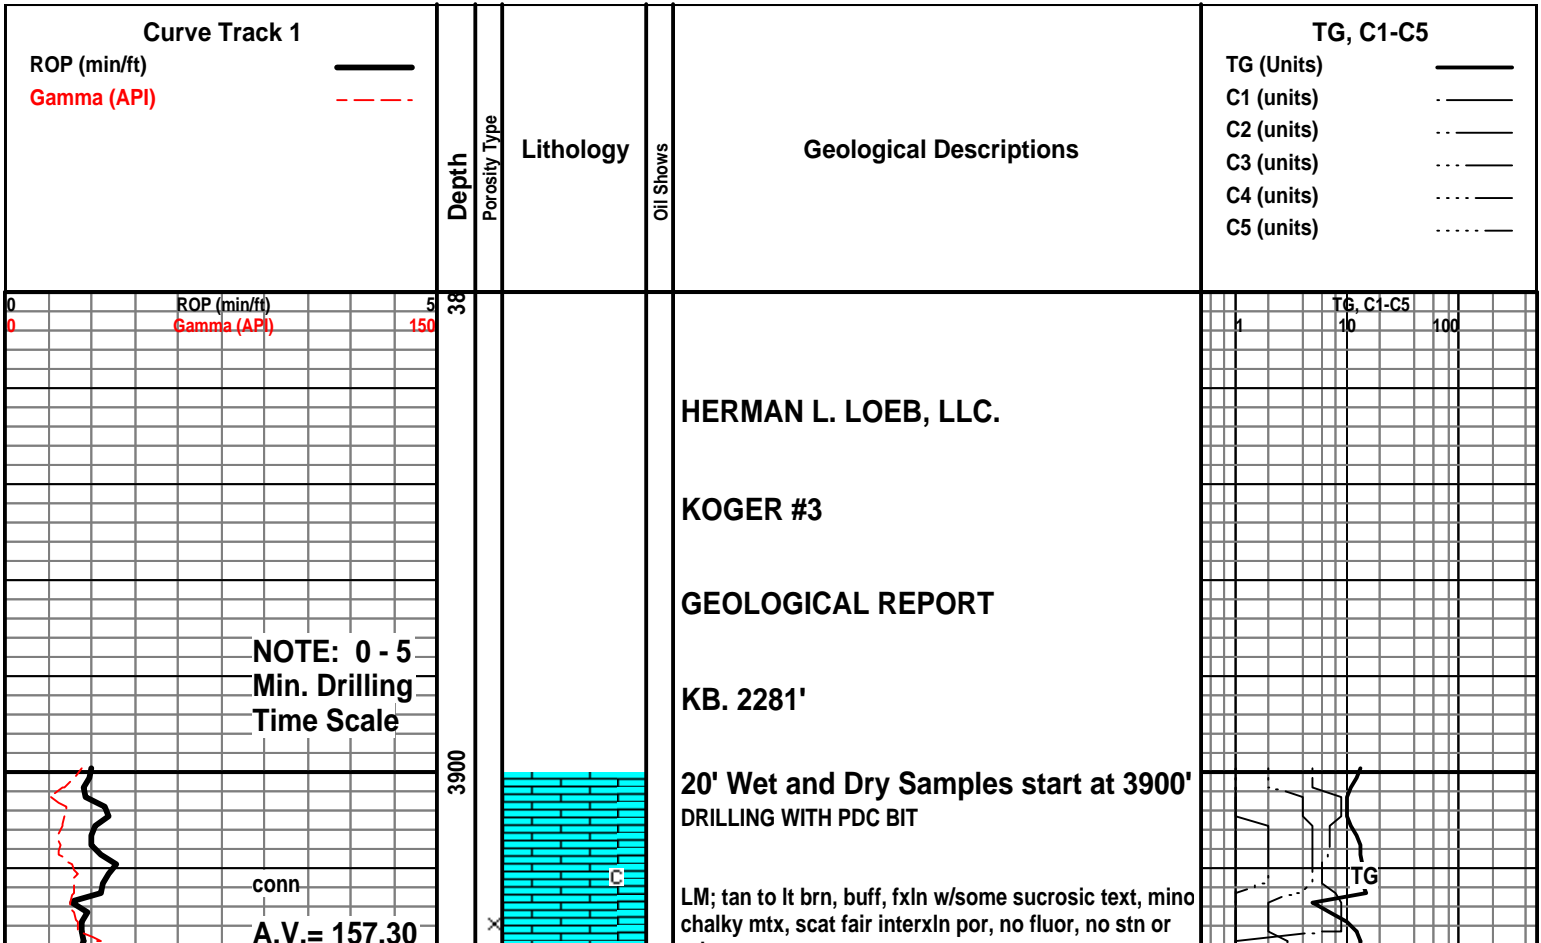 Curve Track 1
ROP (min/ft)
Gamma (API)
Depth
Porosity Type
Lithology
Oil Shows
Geological Descriptions
TG, C1-C5
TG (Units)
C1 (units)
C2 (units)
C3 (units)
C4 (units)
C5 (units)
0 ROP (min/ft) 5
0 Gamma (API) 150
38
TG, C1-C5
1 10 100
HERMAN L. LOEB, LLC.
KOGER #3
GEOLOGICAL REPORT
NOTE: 0 - 5
Min. Drilling
Time Scale
KB. 2281'
3900
20' Wet and Dry Samples start at 3900'
DRILLING WITH PDC BIT
conn
C
TG
LM; tan to lt brn, buff, fxln w/some sucrosic text, mino
chalky mtx, scat fair interxln por, no fluor, no stn or
A.V.= 157.30